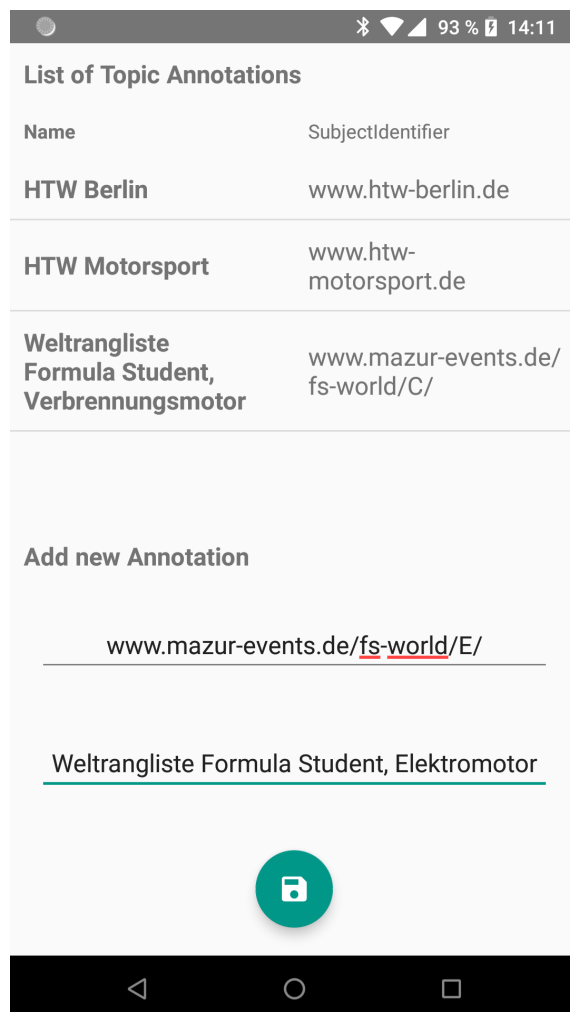 93 % 14:11
List of Topic Annotations
Name SubjectIdentifier
HTW Berlin www.htw-berlin.de
HTW Motorsport www.htw-
motorsport.de
Weltrangliste
Formula Student,
Verbrennungsmotor
www.mazur-events.de/
fs-world/C/
Add new Annotation
www.mazur-events.de/fs-world/E/
Weltrangliste Formula Student, Elektromotor